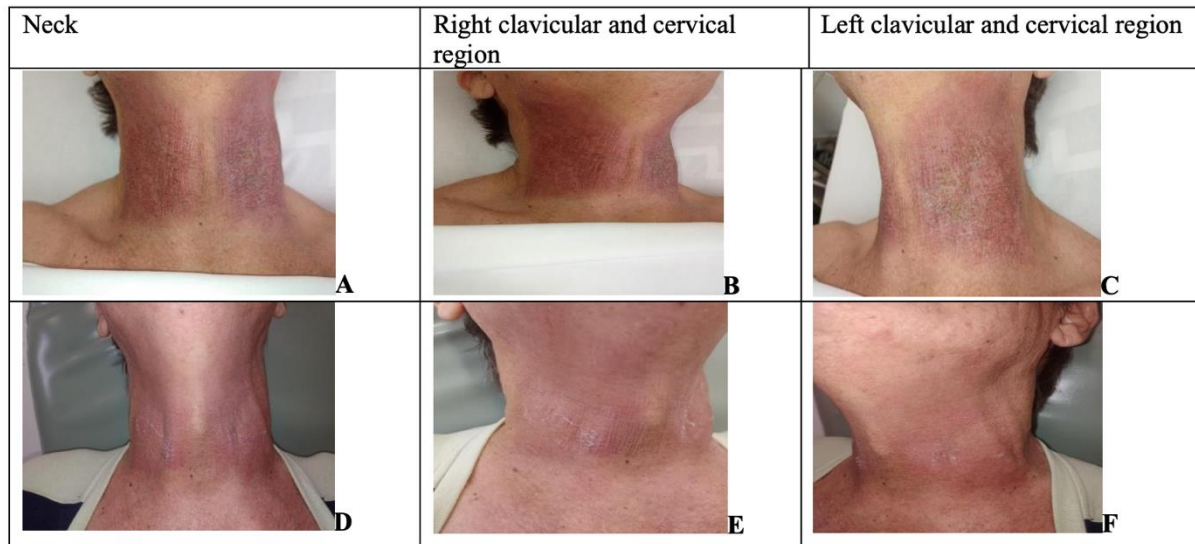 Neck
Right clavicular and cervical
region
Left clavicular and cervical region
A
B
C
D
E
F